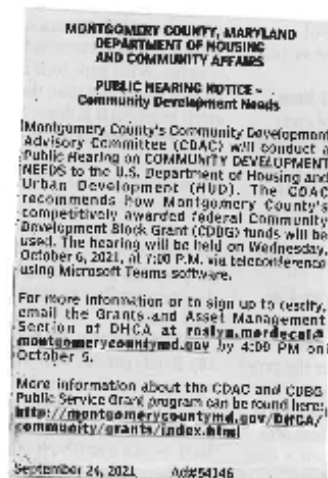 MONTGOMERY COUNTY, MARYLAND
DEPARTMENT OF HOUSING
AND COMMUNITY AFFAIRS
PUBLIC HEARING NOTICE -
Community Development Needs
Montgomery County's Community Development
Advisory Committee (CDAC) will conduct a
Public Hearing on COMMUNITY DEVELOPMENT
NEEDS to the U.S. Department of Housing and
Urban Development (HUD). The CDAC
recommends how Montgomery County's
competitively awarded federal Community
Development Block Grant (CDBG) funds will be
used. The hearing will be held on Wednesday,
October 6, 2021, at 7:00 P.M. via teleconference
using Microsoft Teams software.
For more information or to sign up to testify,
email the Grants and Asset Management
Section of DHCA at
montgomerycountymd.gov by 4:00 PM on
October 5.
More information about the CDAC and CDBG
Public Service Grant program can be found here:
http://montgomerycountymd.gov/DHCA/
community/grants/index.html
September 24, 2021 Ad#54146